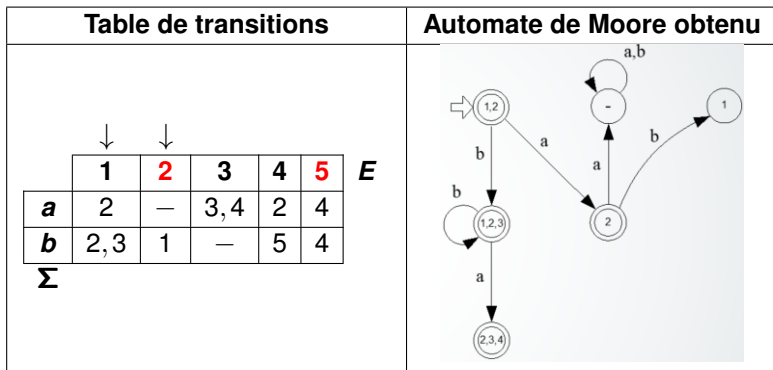 Table de transitions
Automate de Moore obtenu
↓ ↓
1 2 3 4 5 E
a 2 – 3,4 2 4
b 2,3 1 – 5 4
Σ
a,b
1,2
-
1
b
a
a
b
b
1,2,3
2
a
2,3,4